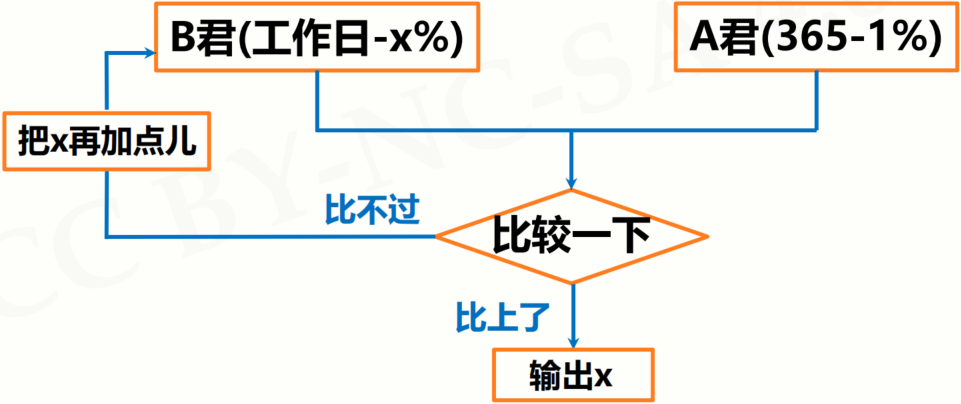 B君(工作日-x%)
A君(365-1%)
把x再加点儿
比不过
比较一下
比上了
输出x
CC BY-NC-SA